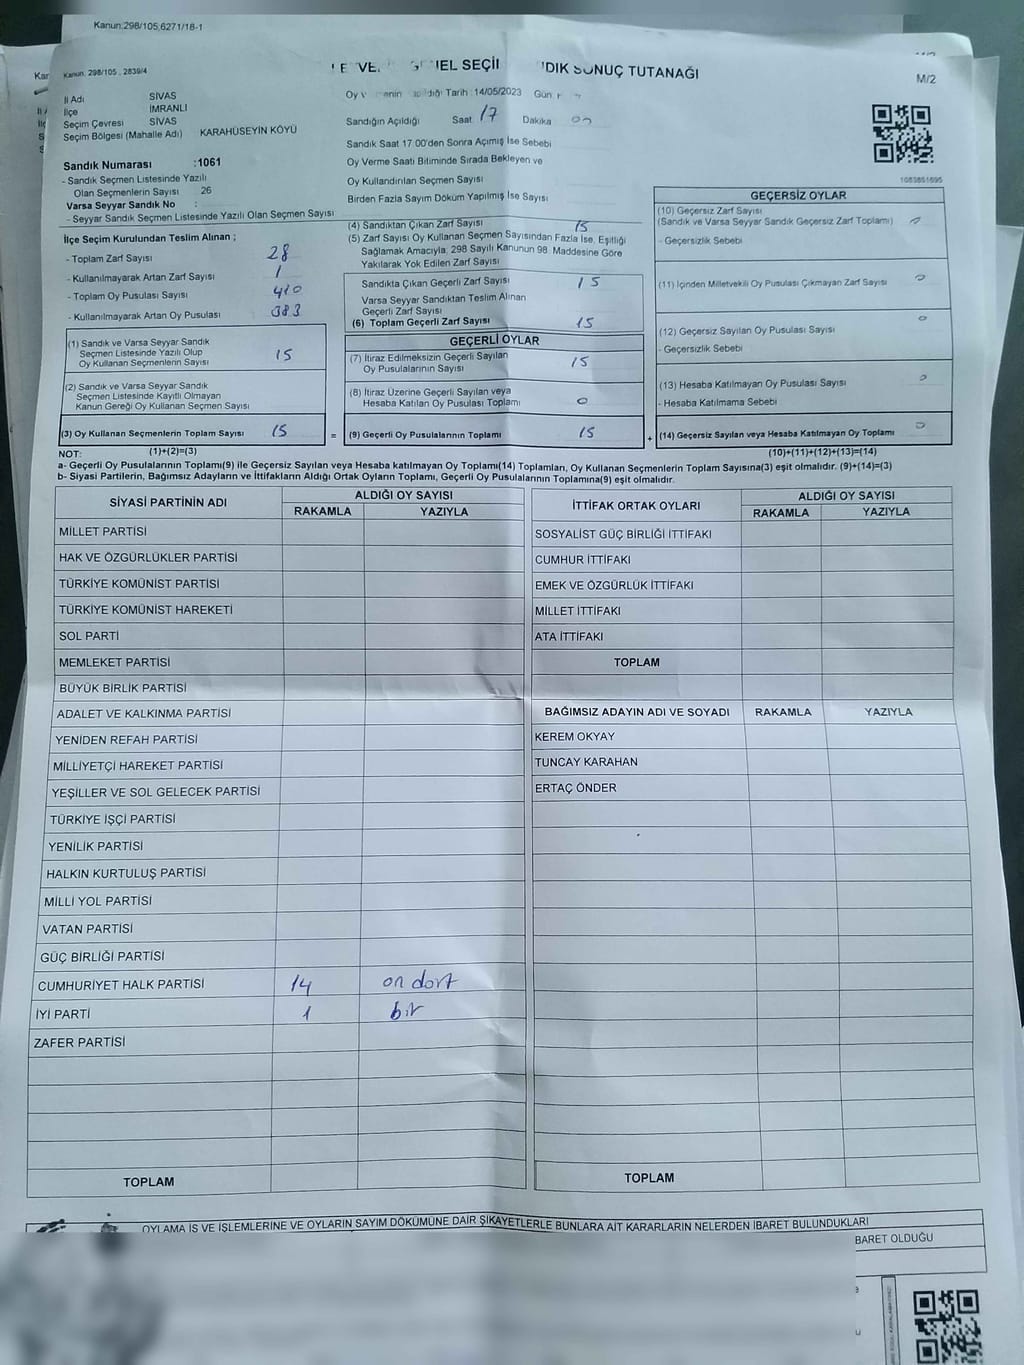 Kanun:298/105,6271/18-1
Kanun: 298/105 , 2839/4
SONUÇ TUTANAĞI
M/2
İl Adı SİVAS
İlçe İMRANLI
Seçim Çevresi SİVAS
Seçim Bölgesi (Mahalle Adı) KARAHÜSEYİN KÖYÜ
Sandık Numarası :1061
- Sandık Seçmen Listesinde Yazılı
Olan Seçmenlerin Sayısı 26
Varsa Seyyar Sandık No :
- Seyyar Sandık Seçmen Listesinde Yazılı Olan Seçmen Sayısı
Tarih :14/05/2023 Gün
Sandığın Açıldığı Saat 17 Dakika
Sandık Saat 17:00'den Sonra Açımış İse Sebebi
Oy Verme Saati Bitiminde Sırada Bekleyen ve
Oy Kullandırılan Seçmen Sayısı
Birden Fazla Sayım Döküm Yapılmış İse Sayısı
1083851695
İlçe Seçim Kurulundan Teslim Alınan ;
- Toplam Zarf Sayısı 28
- Kullanılmayarak Artan Zarf Sayısı 1
- Toplam Oy Pusulası Sayısı 410
- Kullanılmayarak Artan Oy Pusulası 383
(1) Sandık ve Varsa Seyyar Sandık
Seçmen Listesinde Yazılı Olup
Oy Kullanan Seçmenlerin Sayısı 15
(2) Sandık ve Varsa Seyyar Sandık
Seçmen Listesinde Kayıtlı Olmayan
Kanun Gereği Oy Kullanan Seçmen Sayısı
(3) Oy Kullanan Seçmenlerin Toplam Sayısı 15 =
(4) Sandıktan Çıkan Zarf Sayısı 15
(5) Zarf Sayısı Oy Kullanan Seçmen Sayısından Fazla İse, Eşitliği
Sağlamak Amacıyla, 298 Sayılı Kanunun 98. Maddesine Göre
Yakılarak Yok Edilen Zarf Sayısı
Sandıkta Çıkan Geçerli Zarf Sayısı 15
Varsa Seyyar Sandıktan Teslim Alınan
Geçerli Zarf Sayısı
(6) Toplam Geçerli Zarf Sayısı 15
GEÇERLİ OYLAR
(7) İtiraz Edilmeksizin Geçerli Sayılan
Oy Pusulalarının Sayısı 15
(8) İtiraz Üzerine Geçerli Sayılan veya
Hesaba Katılan Oy Pusulası Toplamı 0
(9) Geçerli Oy Pusulalarının Toplamı 15 +
GEÇERSİZ OYLAR
(10) Geçersiz Zarf Sayısı
(Sandık ve Varsa Seyyar Sandık Geçersiz Zarf Toplamı) 0
- Geçersizlik Sebebi
(11) İçinden Milletvekili Oy Pusulası Çıkmayan Zarf Sayısı 0
(12) Geçersiz Sayılan Oy Pusulası Sayısı 0
- Geçersizlik Sebebi
(13) Hesaba Katılmayan Oy Pusulası Sayısı 0
- Hesaba Katılmama Sebebi
(14) Geçersiz Sayılan veya Hesaba Katılmayan Oy Toplamı 0
NOT: (1)+(2)=(3) (10)+(11)+(12)+(13)=(14)
a- Geçerli Oy Pusulalarının Toplamı(9) ile Geçersiz Sayılan veya Hesaba katılmayan Oy Toplamı(14) Toplamları, Oy Kullanan Seçmenlerin Toplam Sayısına(3) eşit olmalıdır. (9)+(14)=(3)
b- Siyasi Partilerin, Bağımsız Adayların ve İttifakların Aldığı Ortak Oyların Toplamı, Geçerli Oy Pusulalarının Toplamına(9) eşit olmalıdır.
SİYASİ PARTİNİN ADI ALDIĞI OY SAYISI
RAKAMLA YAZIYLA
MİLLET PARTİSİ
HAK VE ÖZGÜRLÜKLER PARTİSİ
TÜRKİYE KOMÜNİST PARTİSİ
TÜRKİYE KOMÜNİST HAREKETİ
SOL PARTİ
MEMLEKET PARTİSİ
BÜYÜK BİRLİK PARTİSİ
ADALET VE KALKINMA PARTİSİ
YENİDEN REFAH PARTİSİ
MİLLİYETÇİ HAREKET PARTİSİ
YEŞİLLER VE SOL GELECEK PARTİSİ
TÜRKİYE İŞÇİ PARTİSİ
YENİLİK PARTİSİ
HALKIN KURTULUŞ PARTİSİ
MİLLİ YOL PARTİSİ
VATAN PARTİSİ
GÜÇ BİRLİĞİ PARTİSİ
CUMHURİYET HALK PARTİSİ 14 on dört
İYİ PARTİ 1 bir
ZAFER PARTİSİ
TOPLAM
İTTİFAK ORTAK OYLARI ALDIĞI OY SAYISI
RAKAMLA YAZIYLA
SOSYALİST GÜÇ BİRLİĞİ İTTİFAKI
CUMHUR İTTİFAKI
EMEK VE ÖZGÜRLÜK İTTİFAKI
MİLLET İTTİFAKI
ATA İTTİFAKI
TOPLAM
BAĞIMSIZ ADAYIN ADI VE SOYADI RAKAMLA YAZIYLA
KEREM OKYAY
TUNCAY KARAHAN
ERTAÇ ÖNDER
TOPLAM
OYLAMA İŞ VE İŞLEMLERİNE VE OYLARIN SAYIM DÖKÜMÜNE DAİR ŞİKAYETLERLE BUNLARA AİT KARARLARIN NELERDEN İBARET BULUNDUKLARI
BARET OLDUĞU